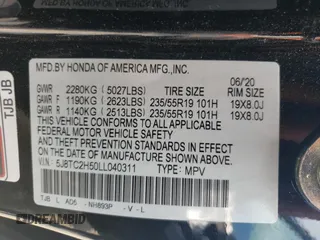 MFD.BY HONDA OF AMERICA MFG.,INC.
06/20
GVWR 2280KG (5027LBS) TIRE SIZE RIM SIZE
GAWR F 1190KG (2623LBS) 235/55R19 101H 19X8.0J
GAWR R 1140KG (2513LBS) 235/55R19 101H 19X8.0J
THIS VEHICLE CONFORMS TO ALL APPLICABLE
FEDERAL MOTOR VEHICLE SAFETY AND
THEFT PREVENTION STANDARDS IN EFFECT ON
THE DATE OF MANUFACTURE SHOWN ABOVE.
V.I.N.: 5J8TC2H50LL040311 TYPE: MPV
TJB L AD5 - NH893P - V - L
TJB JB
DREAMBID